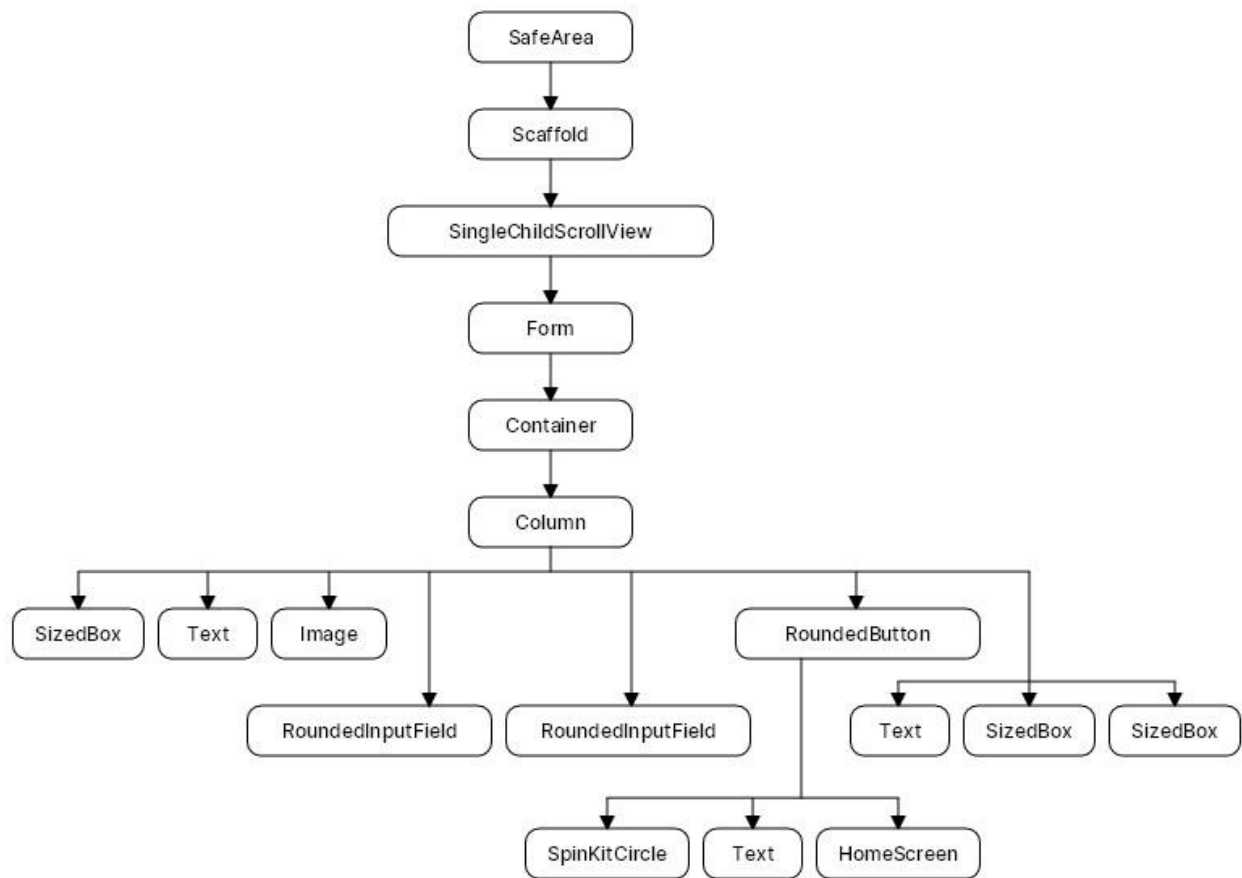 SafeArea
Scaffold
SingleChildScrollView
Form
Container
Column
SizedBox
Text
Image
RoundedButton
RoundedInputField
RoundedInputField
Text
SizedBox
SizedBox
SpinKitCircle
Text
HomeScreen